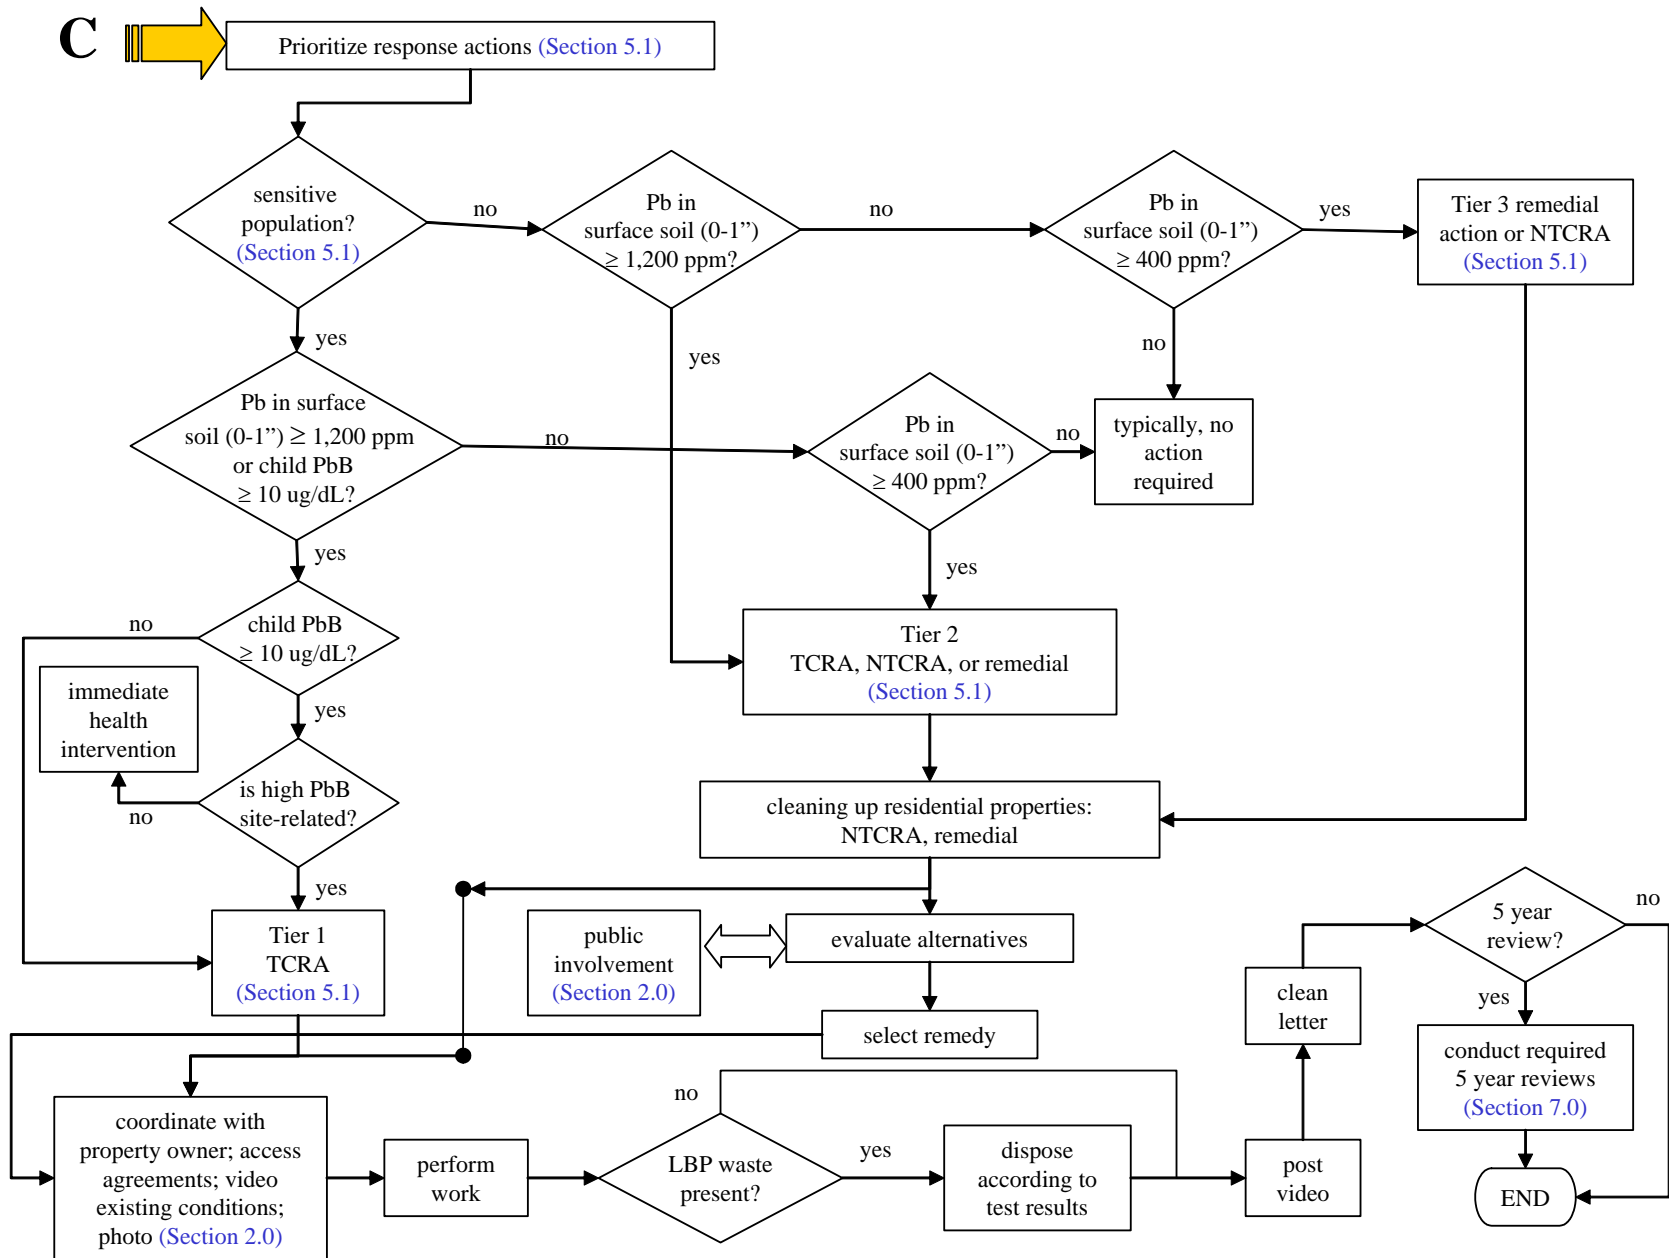 C
Prioritize response actions (Section 5.1)
sensitive
population?
(Section 5.1)
no
Pb in
surface soil (0-1”)
≥ 1,200 ppm?
no
Pb in
surface soil (0-1”)
≥ 400 ppm?
yes
Tier 3 remedial
action or NTCRA
(Section 5.1)
yes
yes
no
Pb in surface
soil (0-1”) ≥ 1,200 ppm
or child PbB
≥ 10 ug/dL?
no
Pb in
surface soil (0-1”)
≥ 400 ppm?
no
typically, no
action
required
yes
yes
no
child PbB
≥ 10 ug/dL?
Tier 2
TCRA, NTCRA, or remedial
(Section 5.1)
immediate
health
intervention
yes
is high PbB
site-related?
no
cleaning up residential properties:
NTCRA, remedial
yes
Tier 1
TCRA
(Section 5.1)
public
involvement
(Section 2.0)
evaluate alternatives
select remedy
clean
letter
5 year
review?
no
yes
conduct required
5 year reviews
(Section 7.0)
coordinate with
property owner; access
agreements; video
existing conditions;
photo (Section 2.0)
perform
work
no
LBP waste
present?
yes
dispose
according to
test results
post
video
END